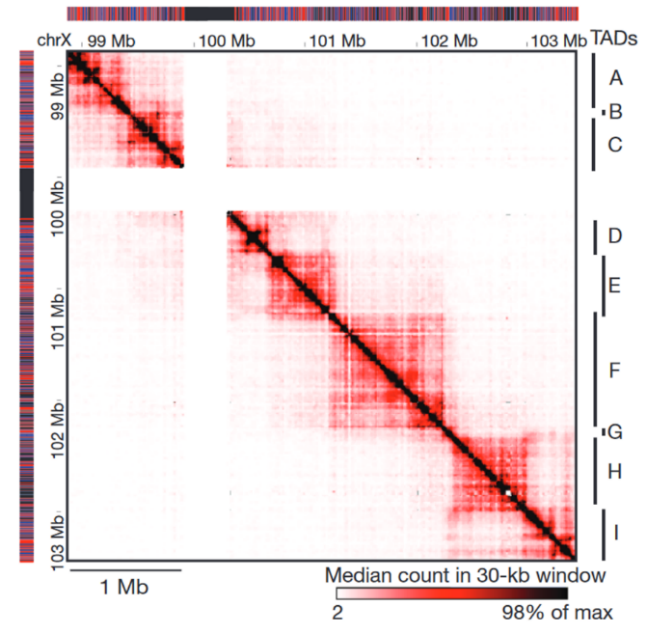 chrX 99 Mb 100 Mb 101 Mb 102 Mb 103 Mb TADs
99 Mb
100 Mb
101 Mb
102 Mb
103 Mb
A
B
C
D
E
F
G
H
I
1 Mb
Median count in 30-kb window
2 98% of max